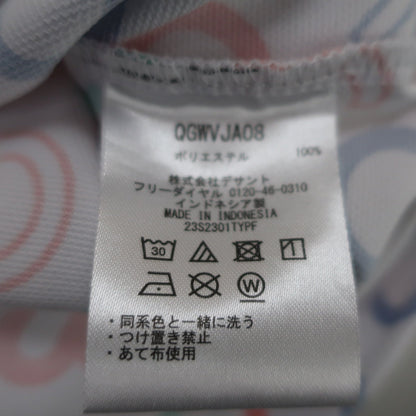 QGWVJA08
ポリエステル 100%
株式会社デサント
フリーダイヤル 0120-46-0310
インドネシア製
MADE IN INDONESIA
23S2301TYPF
30
W
・同系色と一緒に洗う
・つけ置き禁止
・あて布使用